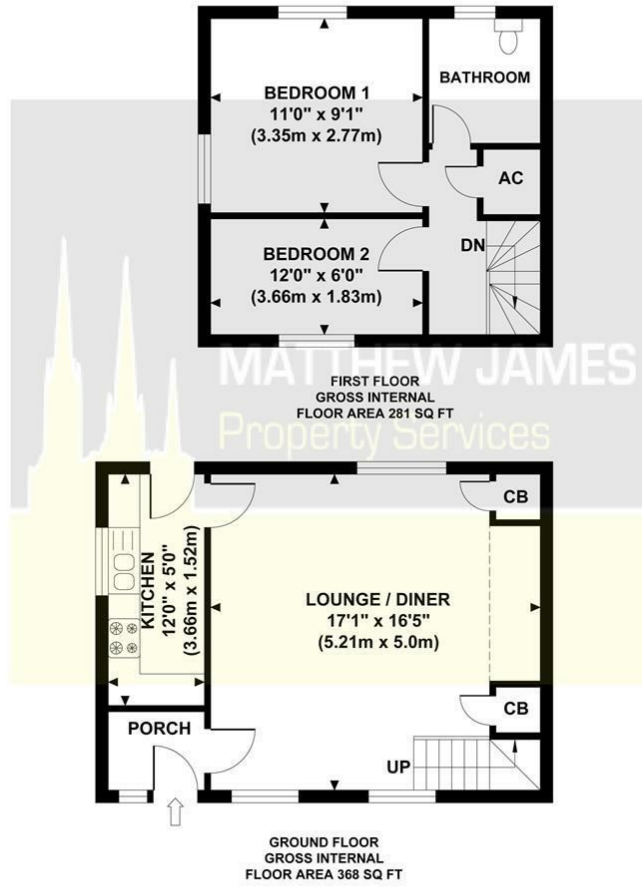 BEDROOM 1
11'0" x 9'1"
(3.35m x 2.77m)
BATHROOM
AC
BEDROOM 2
12'0" x 6'0"
(3.66m x 1.83m)
DN
FIRST FLOOR
GROSS INTERNAL
FLOOR AREA 281 SQ FT
MATTHEW JAMES
Property Services
KITCHEN
12'0" x 5'0"
(3.66m x 1.52m)
LOUNGE / DINER
17'1" x 16'5"
(5.21m x 5.0m)
CB
CB
PORCH
UP
GROUND FLOOR
GROSS INTERNAL
FLOOR AREA 368 SQ FT